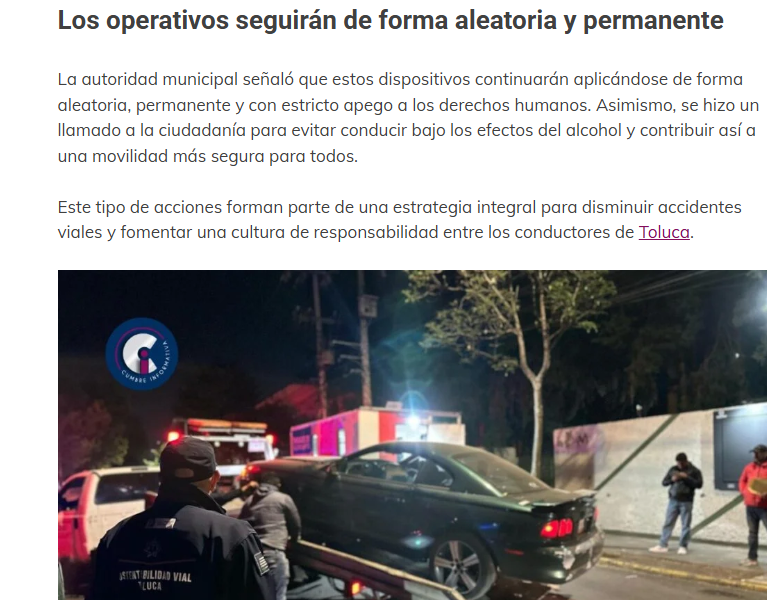 Los operativos seguirán de forma aleatoria y permanente
La autoridad municipal señaló que estos dispositivos continuarán aplicándose de forma
aleatoria, permanente y con estricto apego a los derechos humanos. Asimismo, se hizo un
llamado a la ciudadanía para evitar conducir bajo los efectos del alcohol y contribuir así a
una movilidad más segura para todos.
Este tipo de acciones forman parte de una estrategia integral para disminuir accidentes
viales y fomentar una cultura de responsabilidad entre los conductores de Toluca.
CUMBRE INFORMATIVA
VIAL